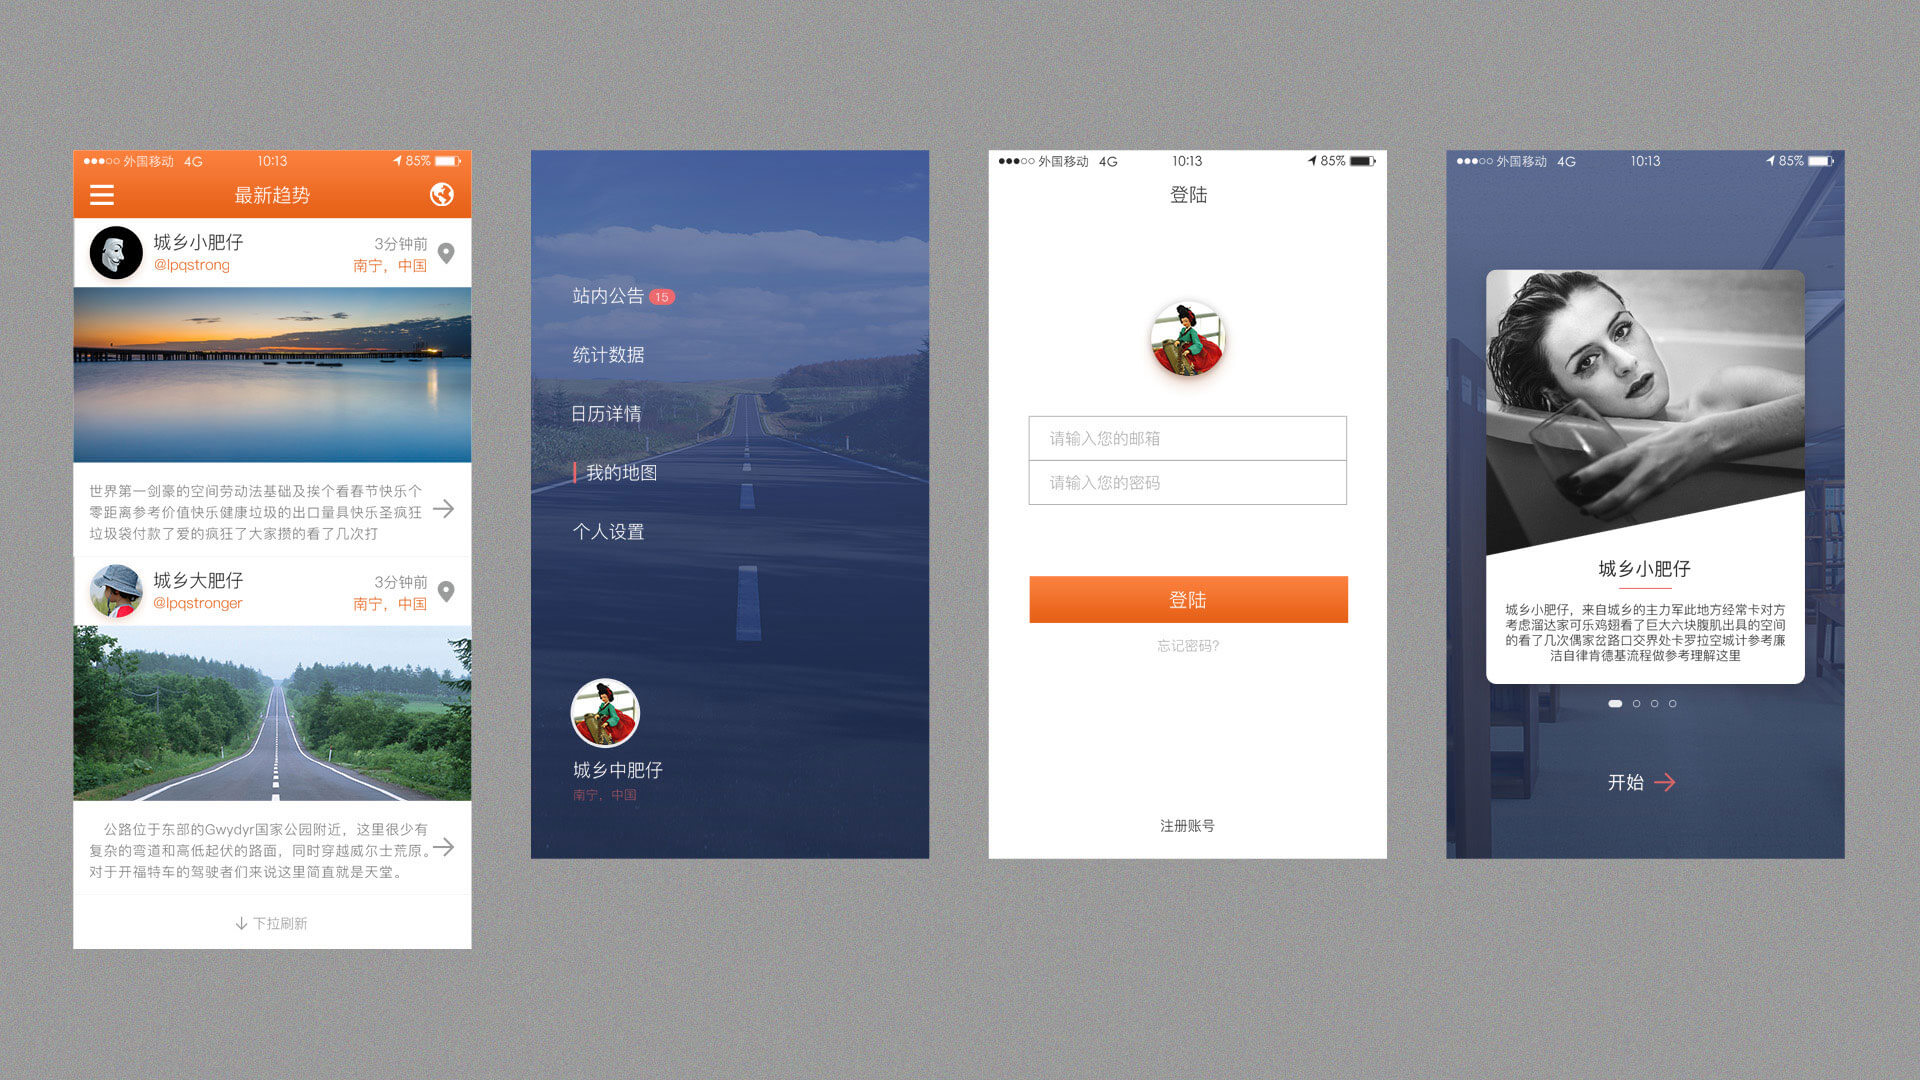 外国移动 4G 10:13 85%
最新趋势
城乡小肥仔 3分钟前
@lpqstrong 南宁，中国
世界第一剑豪的空间劳动法基础及挨个看春节快乐个
零距离参考价值快乐健康垃圾的出口量具快乐圣疯狂
垃圾袋付款了爱的疯狂了大家攒的看了几次打
城乡大肥仔 3分钟前
@lpqstronger 南宁，中国
公路位于东部的Gwydyr国家公园附近，这里很少有
复杂的弯道和高低起伏的路面，同时穿越威尔士荒原。
对于开福特车的驾驶者们来说这里简直就是天堂。
下拉刷新
站内公告 15
统计数据
日历详情
我的地图
个人设置
城乡中肥仔
南宁，中国
外国移动 4G 10:13 85%
登陆
请输入您的邮箱
请输入您的密码
登陆
忘记密码?
注册账号
外国移动 4G 10:13 85%
城乡小肥仔
城乡小肥仔，来自城乡的主力军此地方经常卡对方
考虑溜达家可乐鸡翅看了巨大六块腹肌出具的空间
的看了几次偶家岔路口交界处卡罗拉空城计参考廉
洁自律肯德基流程做参考理解这里
开始